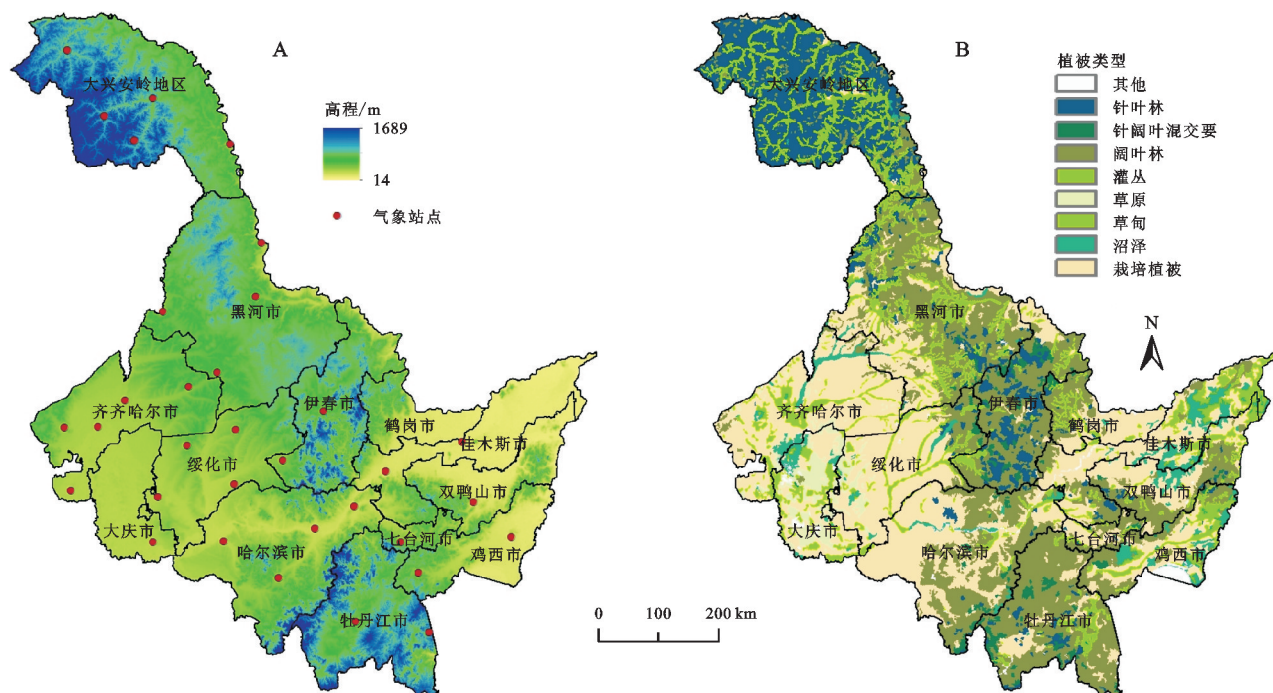 A
大兴安岭地区
高程/m
1689
14
气象站点
黑河市
齐齐哈尔市
伊春市
鹤岗市
佳木斯市
绥化市
双鸭山市
大庆市
哈尔滨市
七台河市
鸡西市
牡丹江市
0 100 200 km
B
植被类型
其他
针叶林
针阔叶混交要
阔叶林
灌丛
草原
草甸
沼泽
栽培植被
N
大兴安岭地区
黑河市
齐齐哈尔市
伊春市
鹤岗市
佳木斯市
绥化市
双鸭山市
大庆市
哈尔滨市
七台河市
鸡西市
牡丹江市